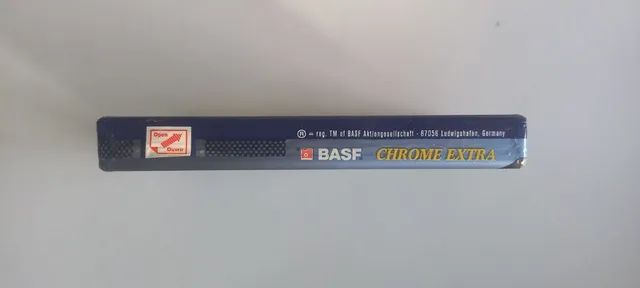 Open
Ouvrir
® = reg. TM of BASF Aktiengesellschaft - 67056 Ludwigshafen, Germany
BASF CHROME EXTRA